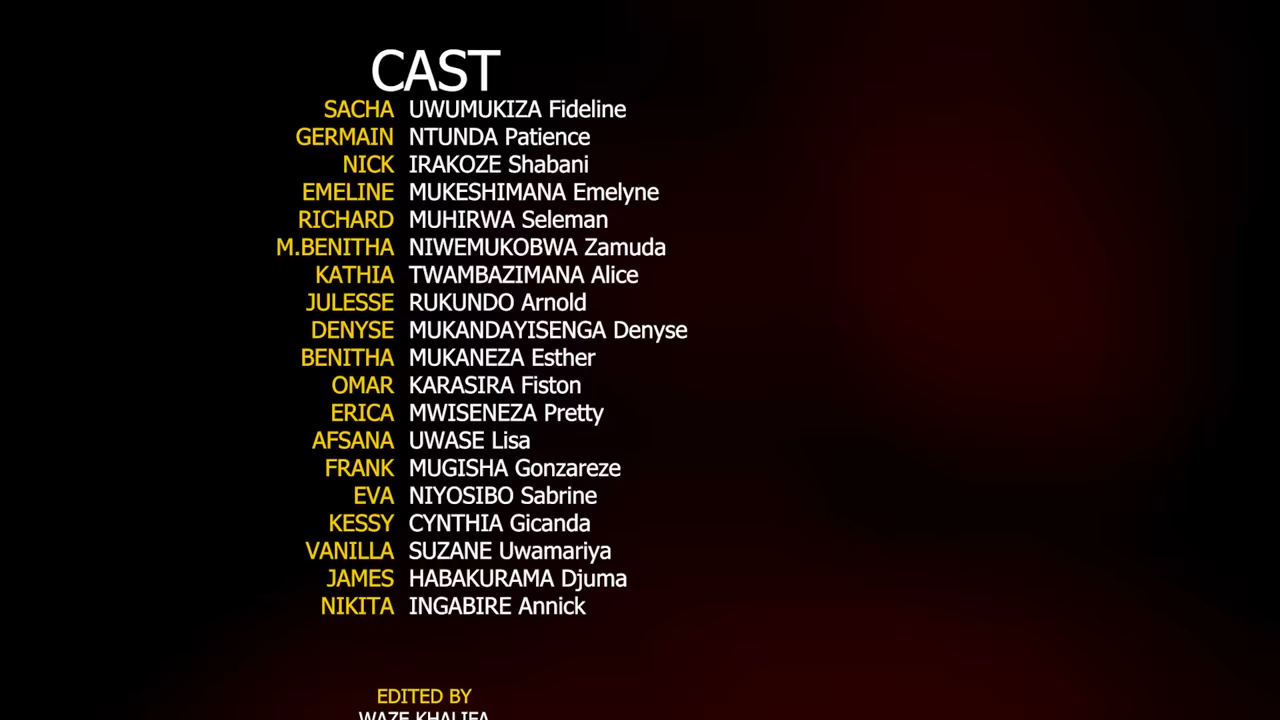 CAST
SACHA UWUMUKIZA Fideline
GERMAIN NTUNDA Patience
NICK IRAKOZE Shabani
EMELINE MUKESHIMANA Emelyne
RICHARD MUHIRWA Seleman
M.BENITHA NIWEMUKOBWA Zamuda
KATHIA TWAMBAZIMANA Alice
JULESSE RUKUNDO Arnold
DENYSE MUKANDAYISENGA Denyse
BENITHA MUKANEZA Esther
OMAR KARASIRA Fiston
ERICA MWISENEZA Pretty
AFSANA UWASE Lisa
FRANK MUGISHA Gonzareze
EVA NIYOSIBO Sabrine
KESSY CYNTHIA Gicanda
VANILLA SUZANE Uwamariya
JAMES HABAKURAMA Djuma
NIKITA INGABIRE Annick
EDITED BY
WAZE KHALIFA